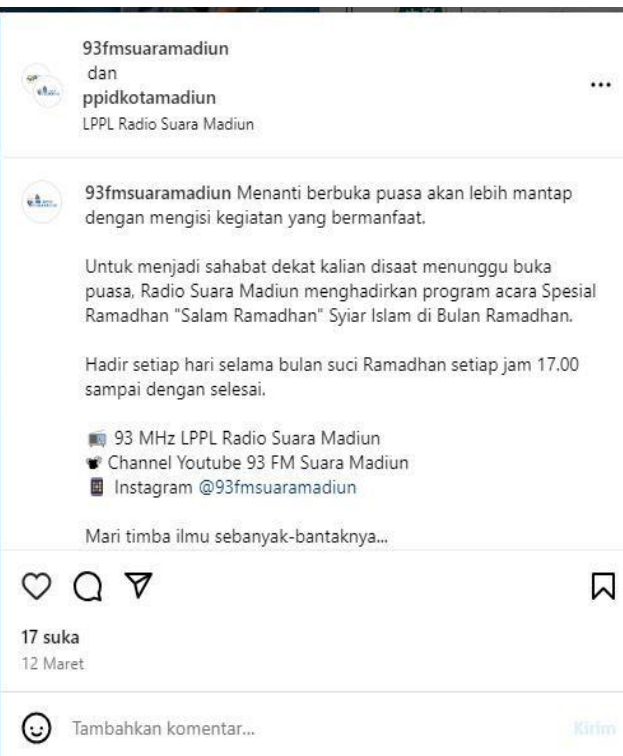 93fmsuaramadiun
dan
ppidkotamadiun
LPPL Radio Suara Madiun
93fmsuaramadiun Menanti berbuka puasa akan lebih mantap
dengan mengisi kegiatan yang bermanfaat.
Untuk menjadi sahabat dekat kalian disaat menunggu buka
puasa, Radio Suara Madiun menghadirkan program acara Spesial
Ramadhan "Salam Ramadhan" Syiar Islam di Bulan Ramadhan.
Hadir setiap hari selama bulan suci Ramadhan setiap jam 17.00
sampai dengan selesai.
📻 93 MHz LPPL Radio Suara Madiun
📽 Channel Youtube 93 FM Suara Madiun
📱 Instagram @93fmsuaramadiun
Mari timba ilmu sebanyak-bantaknya...
17 suka
12 Maret
Tambahkan komentar...
Kirim